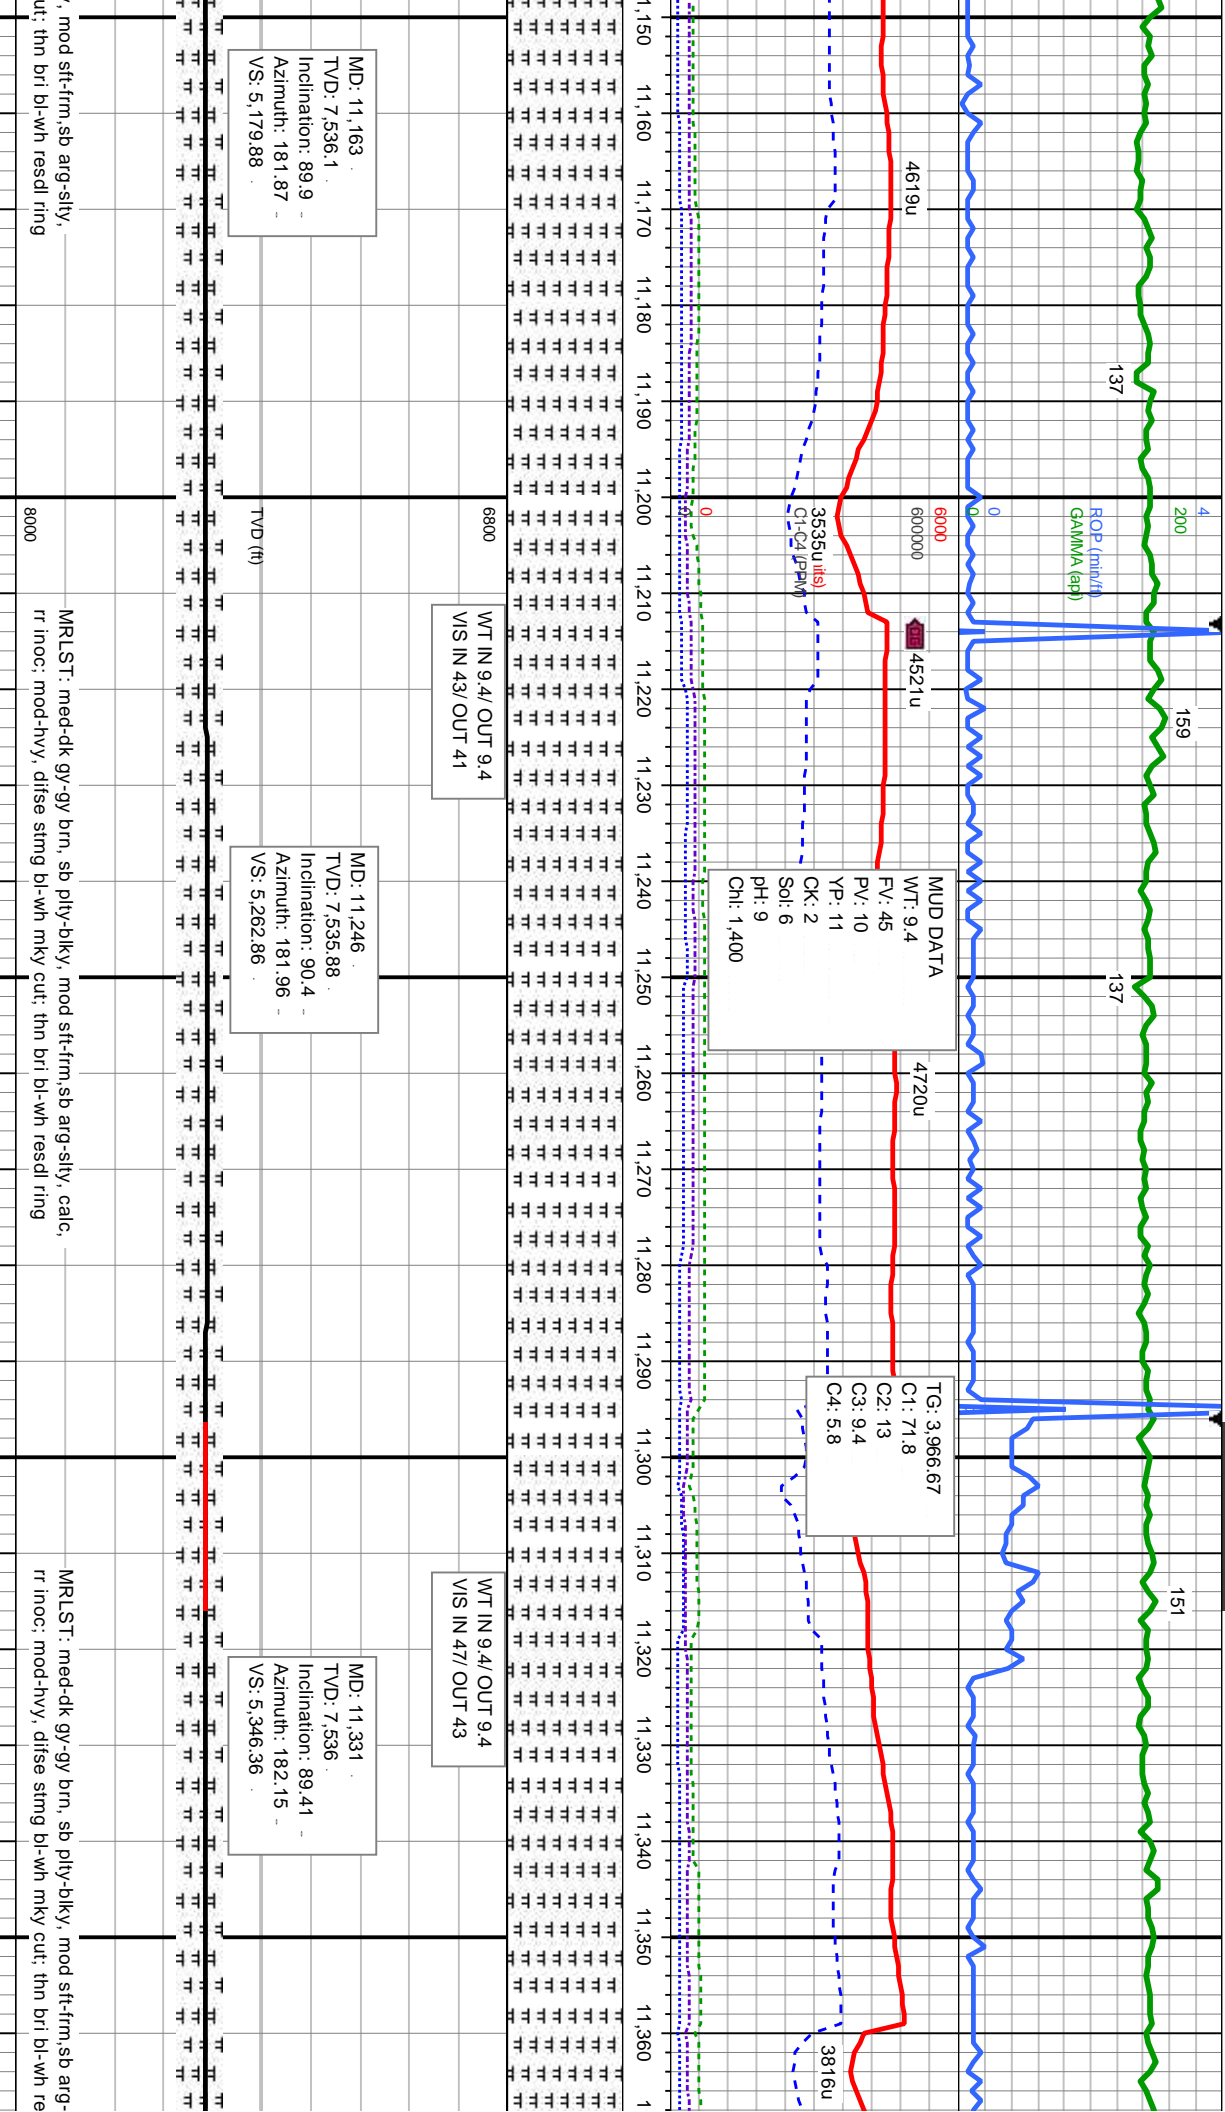 4
200
ROP (min/ft)
GAMMA (api)
0
0
137
159
137
151
6000
600000
C1-C4 (PPM)
0
4619u
3535u
4521u
4720u
3816u
MUD DATA
WT: 9.4
FV: 45
PV: 10
YP: 11
CK: 2
Sol: 6
pH: 9
Chl: 1,400
TG: 3,966.67
C1: 71.8
C2: 13
C3: 9.4
C4: 5.8
11,150
11,160
11,170
11,180
11,190
11,200
11,210
11,220
11,230
11,240
11,250
11,260
11,270
11,280
11,290
11,300
11,310
11,320
11,330
11,340
11,350
11,360
6800
TVD (ft)
8000
WT IN 9.4/ OUT 9.4
VIS IN 43/ OUT 41
WT IN 9.4/ OUT 9.4
VIS IN 47/ OUT 43
MD: 11,163
TVD: 7,536.1
Inclination: 89.9
Azimuth: 181.87
VS: 5,179.88
MD: 11,246
TVD: 7,535.88
Inclination: 90.4
Azimuth: 181.96
VS: 5,262.86
MD: 11,331
TVD: 7,536
Inclination: 89.41
Azimuth: 182.15
VS: 5,346.36
, mod sft-frm,sb arg-slty,
ut; thn bri bl-wh resdl ring
MRLST: med-dk gy-gy brn, sb plty-blky, mod sft-frm,sb arg-slty, calc,
rr inoc; mod-hvy, difse stmg bl-wh mky cut; thn bri bl-wh resdl ring
MRLST: med-dk gy-gy brn, sb plty-blky, mod sft-frm,sb arg-
rr inoc; mod-hvy, difse stmg bl-wh mky cut; thn bri bl-wh re